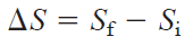 ΔS = S_f − S_i